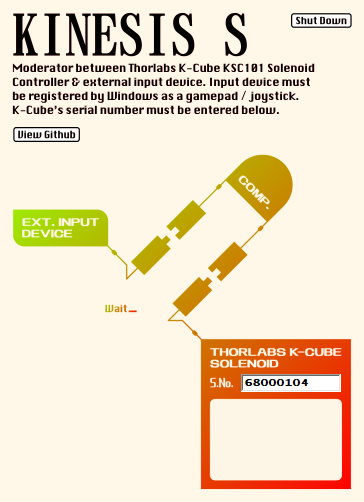 KINESIS S
Shut Down
Moderator between Thorlabs K-Cube KSC101 Solenoid
Controller & external input device. Input device must
be registered by Windows as a gamepad / joystick.
K-Cube's serial number must be entered below.
View Github
COMP.
EXT. INPUT
DEVICE
Wait_
THORLABS K-CUBE
SOLENOID
S.No. 68000104